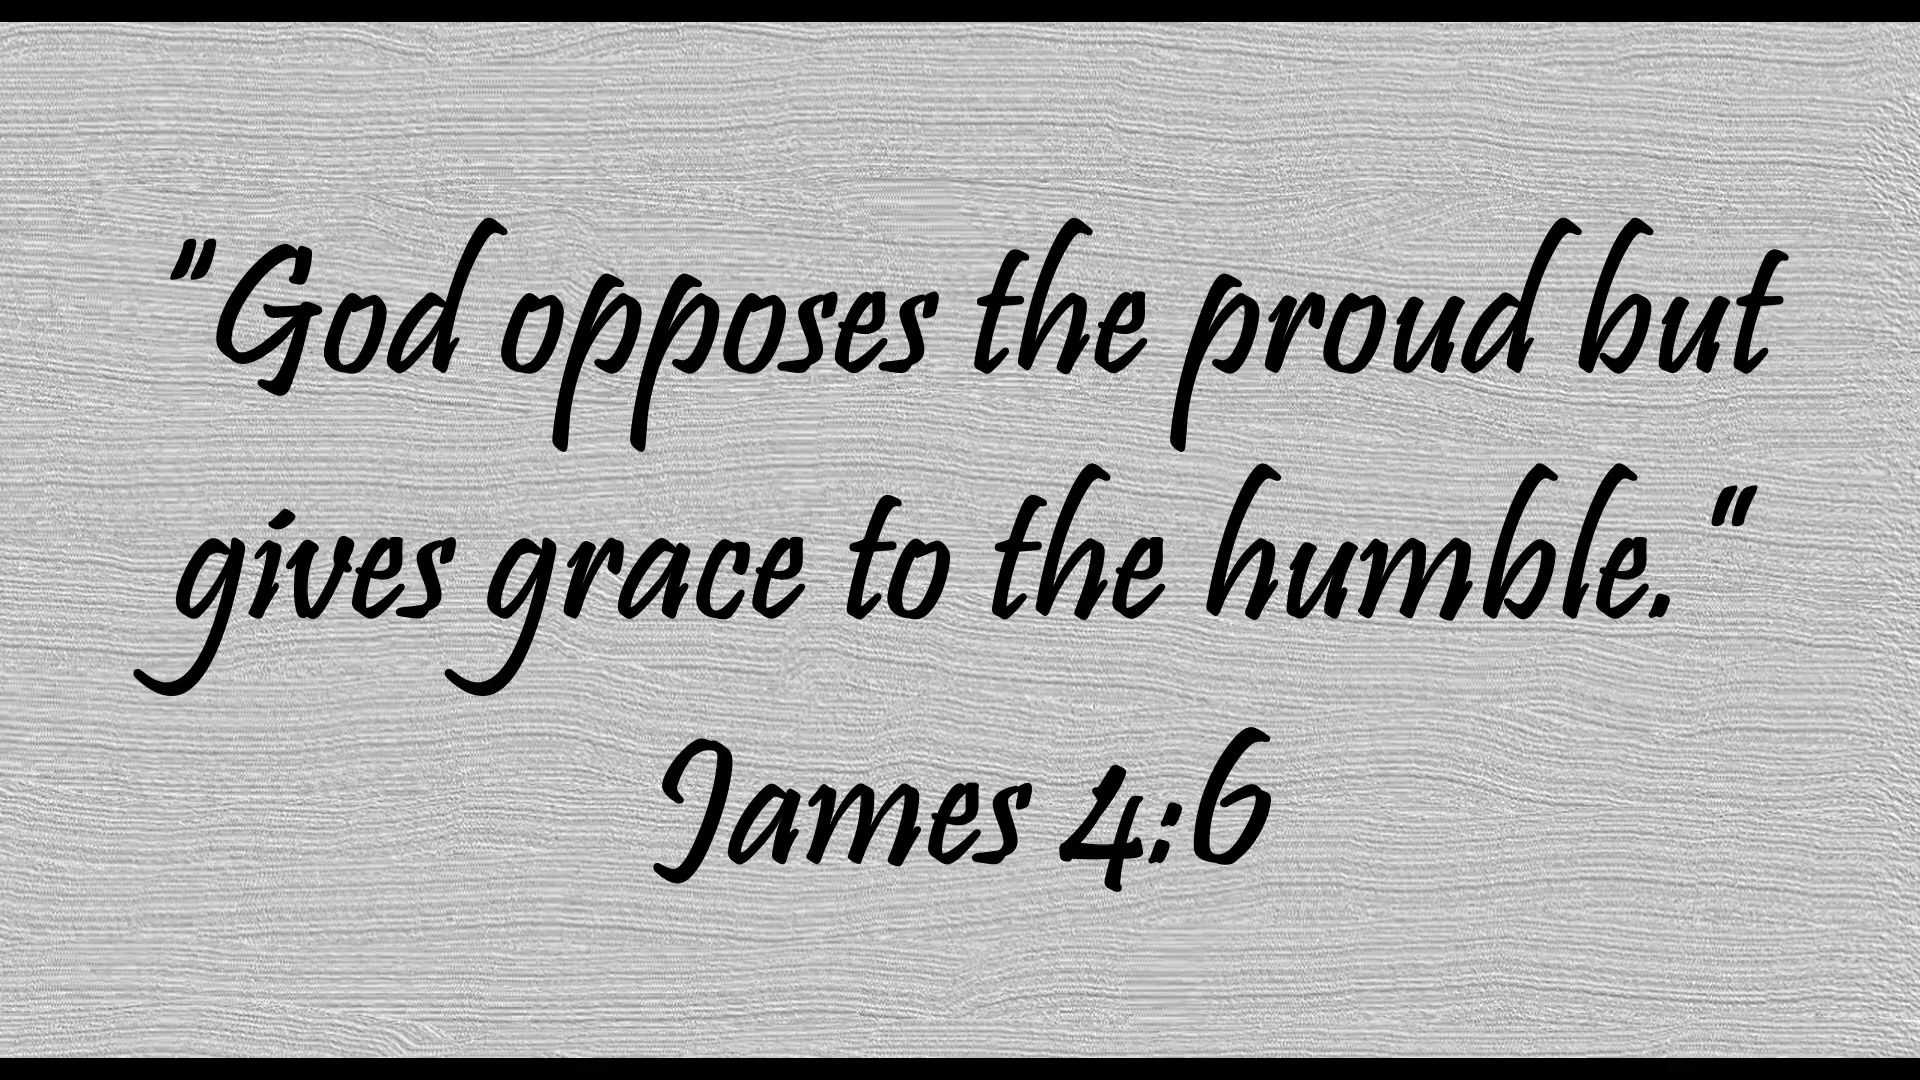 "God opposes the proud but
gives grace to the humble."
James 4:6